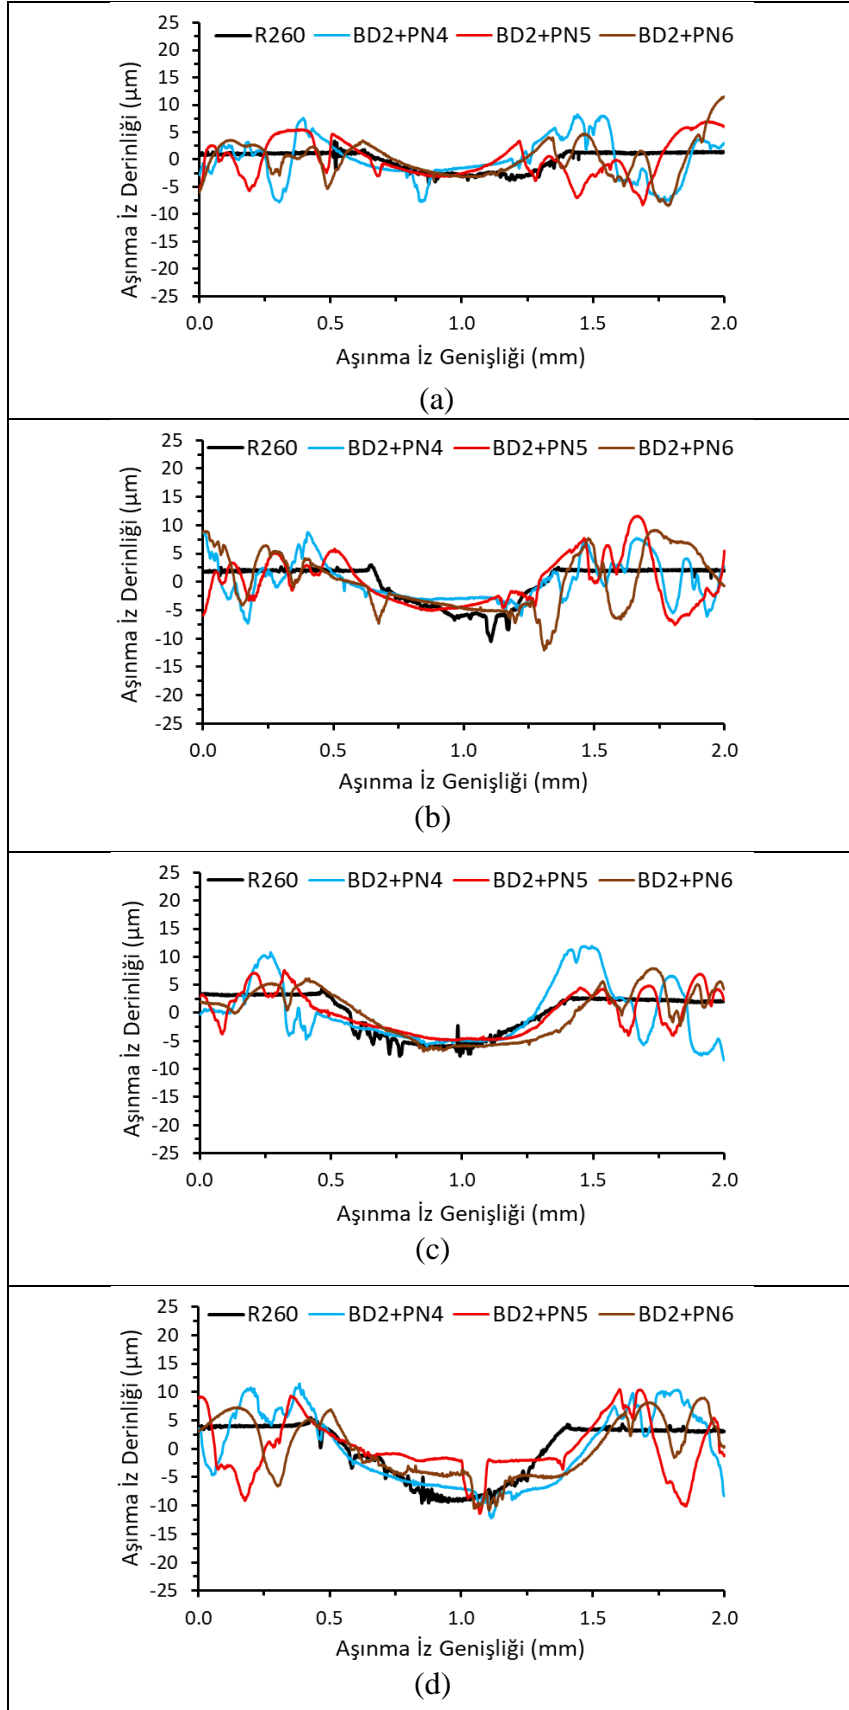 R260 BD2+PN4 BD2+PN5 BD2+PN6
Aşınma İz Derinliği (µm)
25
20
15
10
5
0
-5
-10
-15
-20
-25
0.0 0.5 1.0 1.5 2.0
Aşınma İz Genişliği (mm)
(a)
R260 BD2+PN4 BD2+PN5 BD2+PN6
Aşınma İz Derinliği (µm)
25
20
15
10
5
0
-5
-10
-15
-20
-25
0.0 0.5 1.0 1.5 2.0
Aşınma İz Genişliği (mm)
(b)
R260 BD2+PN4 BD2+PN5 BD2+PN6
Aşınma İz Derinliği (µm)
25
20
15
10
5
0
-5
-10
-15
-20
-25
0.0 0.5 1.0 1.5 2.0
Aşınma İz Genişliği (mm)
(c)
R260 BD2+PN4 BD2+PN5 BD2+PN6
Aşınma İz Derinliği (µm)
25
20
15
10
5
0
-5
-10
-15
-20
-25
0.0 0.5 1.0 1.5 2.0
Aşınma İz Genişliği (mm)
(d)